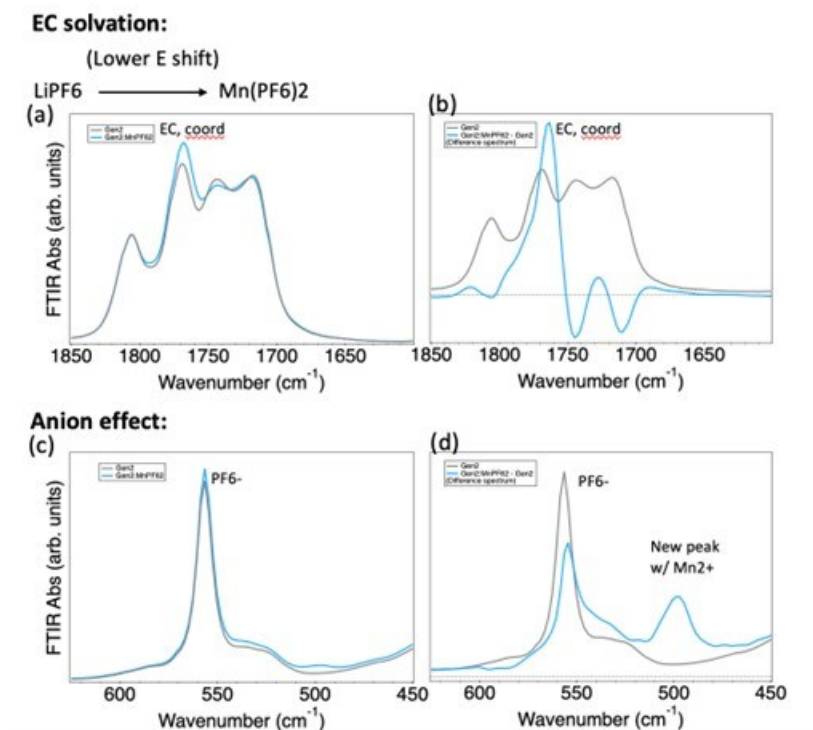 EC solvation:
(Lower E shift)
LiPF6 Mn(PF6)2
(a)
Gen2
Gen2:MnPF62
EC, coord
FTIR Abs (arb. units)
1850 1800 1750 1700 1650
Wavenumber (cm-1)
(b)
Gen2
Gen2:MnPF62 - Gen2
(Difference spectrum)
EC, coord
1850 1800 1750 1700 1650
Wavenumber (cm-1)
Anion effect:
(c)
Gen2
Gen2:MnPF62
PF6-
FTIR Abs (arb. units)
600 550 500 450
Wavenumber (cm-1)
(d)
Gen2
Gen2:MnPF62 - Gen2
(Difference spectrum)
PF6-
New peak
w/ Mn2+
600 550 500 450
Wavenumber (cm-1)